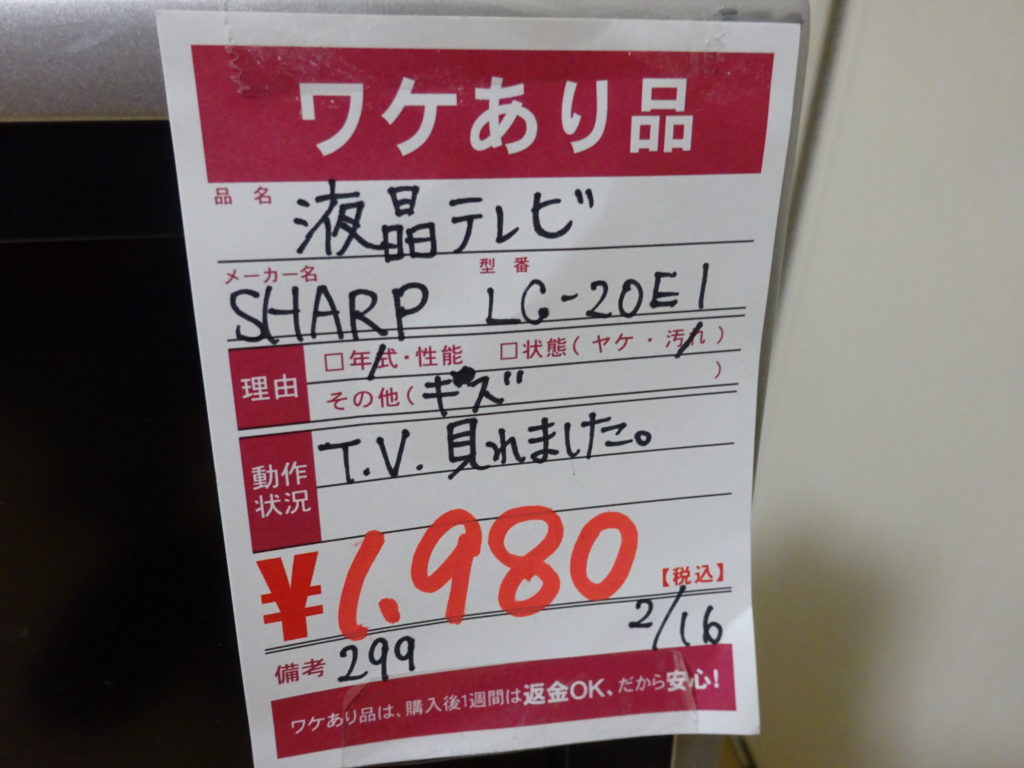 ワケあり品
品名 液晶テレビ
メーカー名 型番
SHARP LC-20E1
理由 □年式・性能 □状態(ヤケ・汚れ)
その他(キズ)
動作状況 T.V. 見れました。
¥1,980 【税込】
備考 299 2/16
ワケあり品は、購入後1週間は返金OK、だから安心!